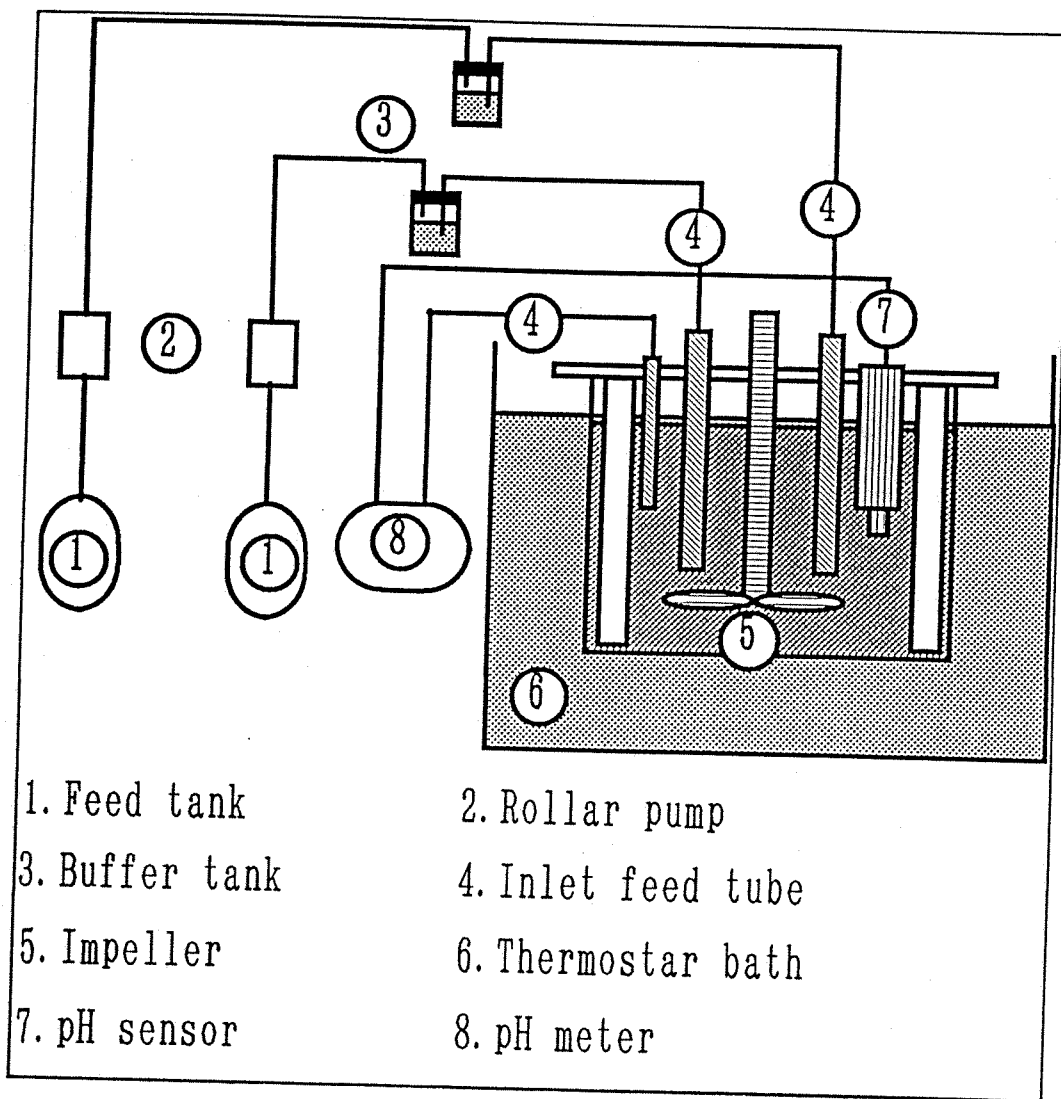 3
4
4
2
4
7
1
1
8
5
6
1. Feed tank
2. Rollar pump
3. Buffer tank
4. Inlet feed tube
5. Impeller
6. Thermostar bath
7. pH sensor
8. pH meter